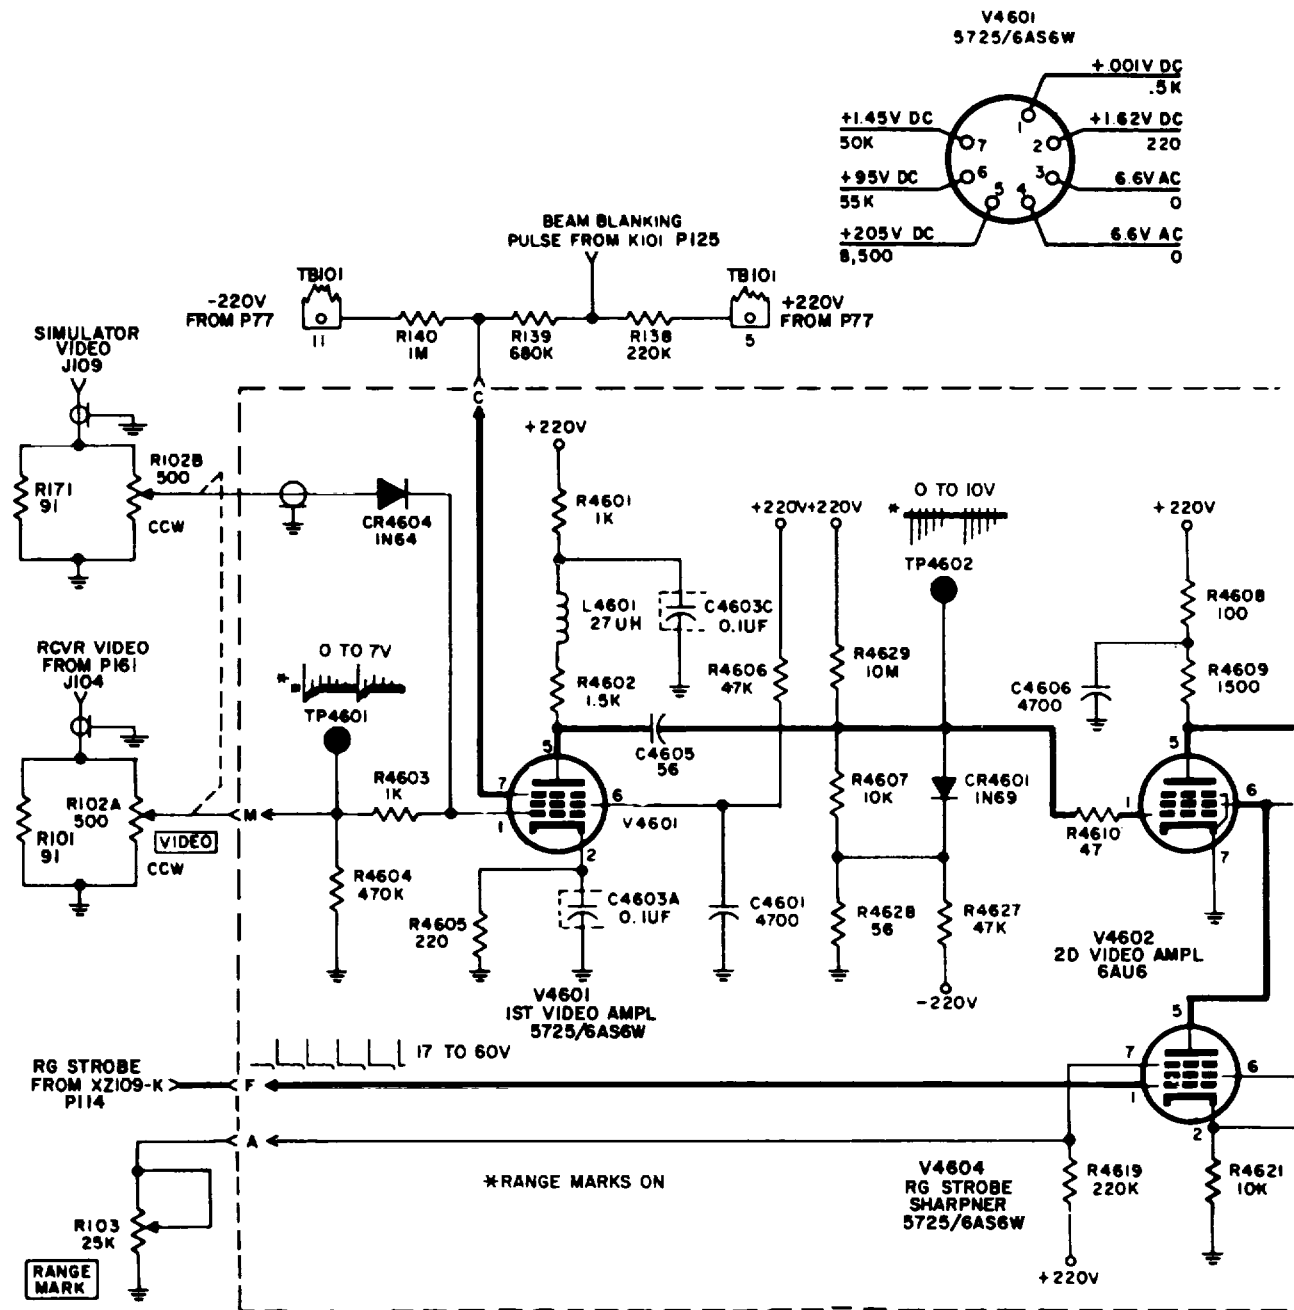 V4601
5725/6AS6W
+.001V DC
.5K
+1.45V DC
50K
+1.62V DC
220
+95V DC
55K
6.6V AC
0
+205V DC
8,500
6.6V AC
0
1
2
3
4
5
6
7
BEAM BLANKING
PULSE FROM K101 P125
TB101
-220V
FROM P77
11
R140
1M
R139
680K
R138
220K
TB101
+220V
FROM P77
5
SIMULATOR
VIDEO
J109
C
R171
91
R102B
500
CCW
CR4604
1N64
+220V
R4601
1K
L4601
27UH
C4603C
0.1UF
R4602
1.5K
+220V
+220V
R4606
47K
R4629
10M
* 0 TO 10V
TP4602
+220V
R4608
100
R4609
1500
C4606
4700
RCVR VIDEO
FROM P161
J104
0 TO 7V
*
TP4601
R101
91
R102A
500
VIDEO
CCW
M
R4603
1K
R4604
470K
5
7
1
6
2
V4601
C4605
56
R4605
220
C4603A
0.1UF
C4601
4700
R4607
10K
CR4601
1N69
R4628
56
R4627
47K
-220V
R4610
47
1
5
6
7
V4602
2D VIDEO AMPL
6AU6
V4601
1ST VIDEO AMPL
5725/6AS6W
RG STROBE
FROM XZ109-K
P114
F
17 TO 60V
5
7
1
6
2
A
*RANGE MARKS ON
V4604
RG STROBE
SHARPNER
5725/6AS6W
R4619
220K
+220V
R4621
10K
R103
25K
RANGE
MARK